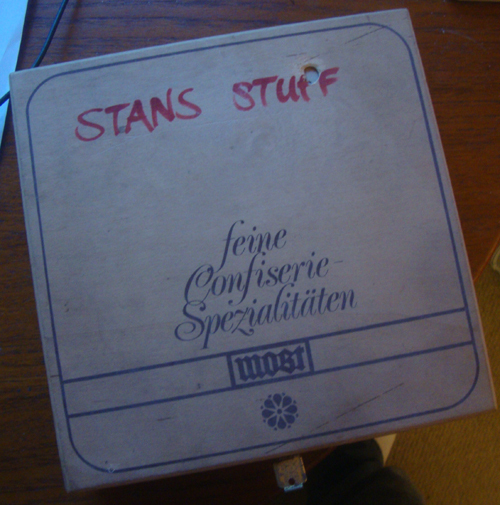 STANS STUFF
feine
Confiserie-
Spezialitäten
most